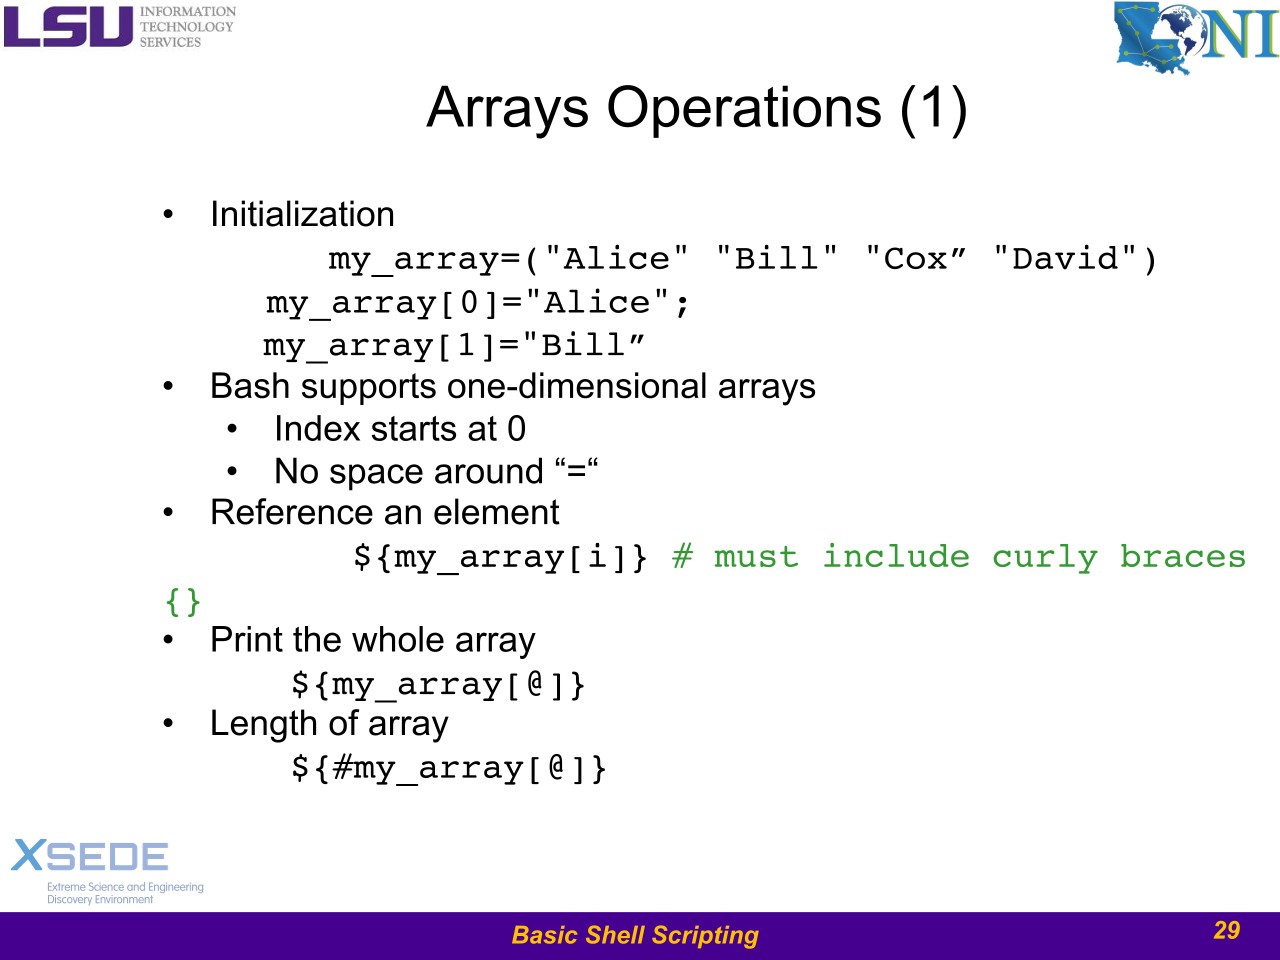 LSU INFORMATION
TECHNOLOGY
SERVICES
LONI
Arrays Operations (1)
• Initialization
my_array=("Alice" "Bill" "Cox” "David")
my_array[0]="Alice";
my_array[1]="Bill”
• Bash supports one-dimensional arrays
• Index starts at 0
• No space around “=“
• Reference an element
${my_array[i]} # must include curly braces
{}
• Print the whole array
${my_array[@]}
• Length of array
${#my_array[@]}
XSEDE
Extreme Science and Engineering
Discovery Environment
Basic Shell Scripting
29